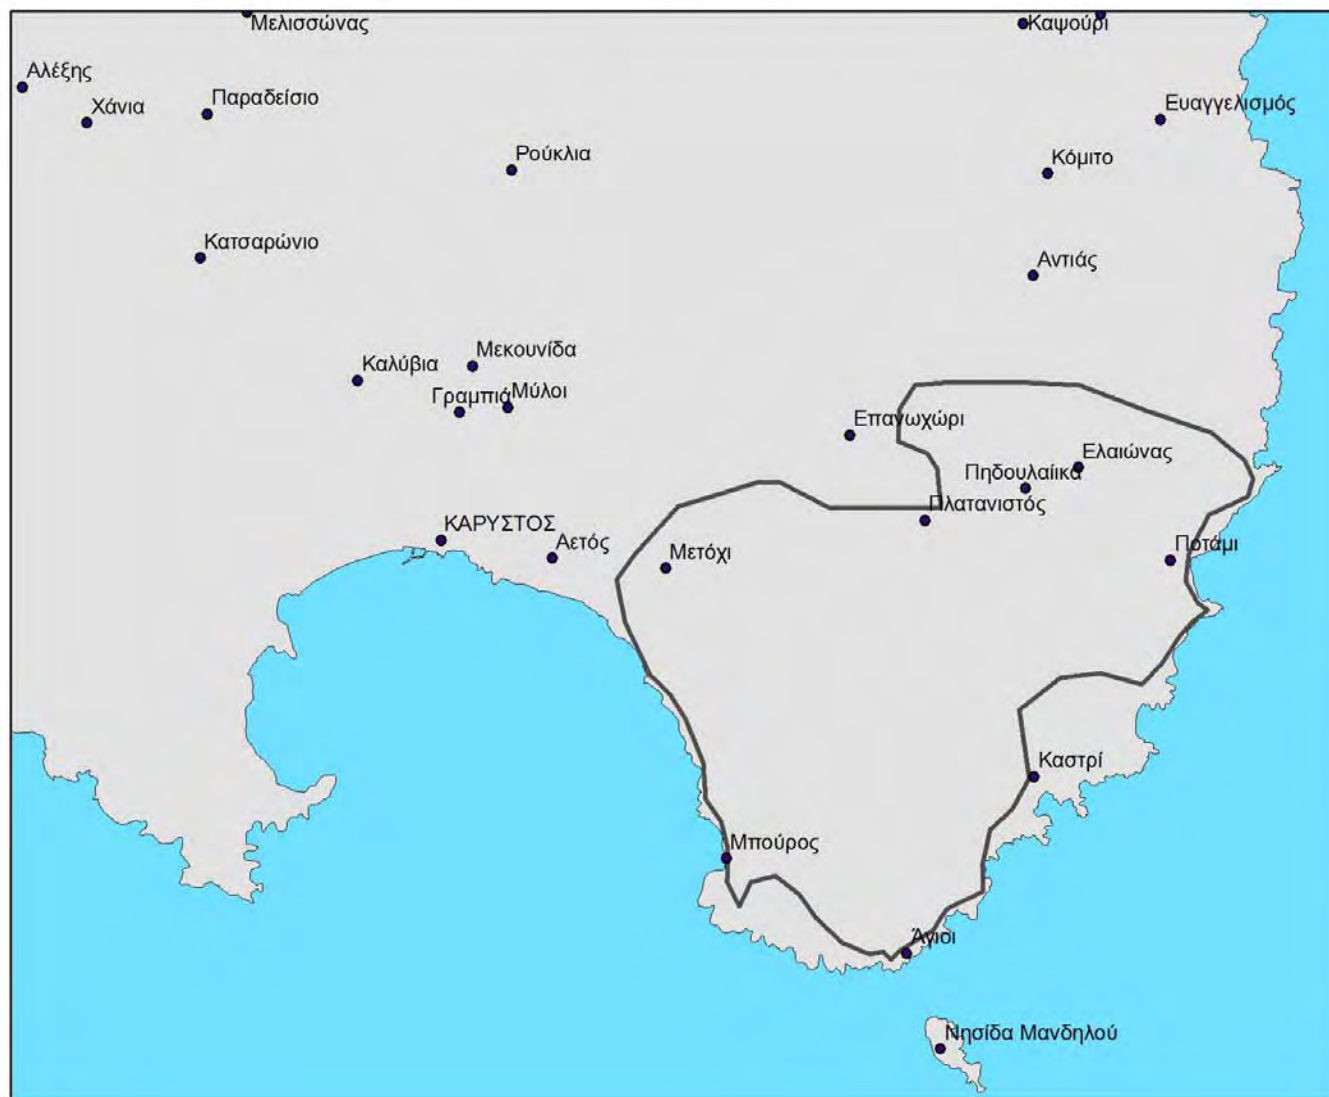 Μελισσώνας
Καψούρι
Αλέξης
Χάνια
Παραδείσιο
Ευαγγελισμός
Ρούκλια
Κόμιτο
Κατσαρώνιο
Αντιάς
Καλύβια
Μεκουνίδα
Γραμπιά
Μύλοι
Επανωχώρι
Ελαιώνας
Πηδουλαίικα
Πλατανιστός
ΚΑΡΥΣΤΟΣ
Αετός
Μετόχι
Ποτάμι
Καστρί
Μπούρος
Άγιοι
Νησίδα Μανδηλού